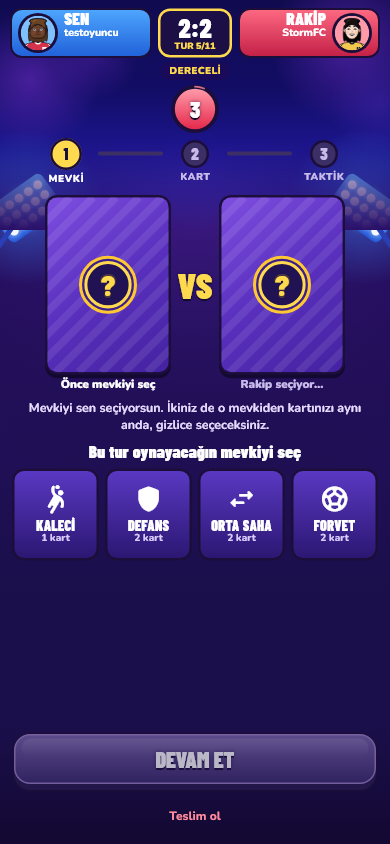 SEN
testoyuncu
2:2
TUR 5/11
RAKİP
StormFC
DERECELİ
3
1
2
3
MEVKİ
KART
TAKTİK
?
VS
?
Önce mevkiyi seç
Rakip seçiyor...
Mevkiyi sen seçiyorsun. İkiniz de o mevkiden kartınızı aynı
anda, gizlice seçeceksiniz.
Bu tur oynayacağın mevkiyi seç
KALECİ
1 kart
DEFANS
2 kart
ORTA SAHA
2 kart
FORVET
2 kart
DEVAM ET
Teslim ol